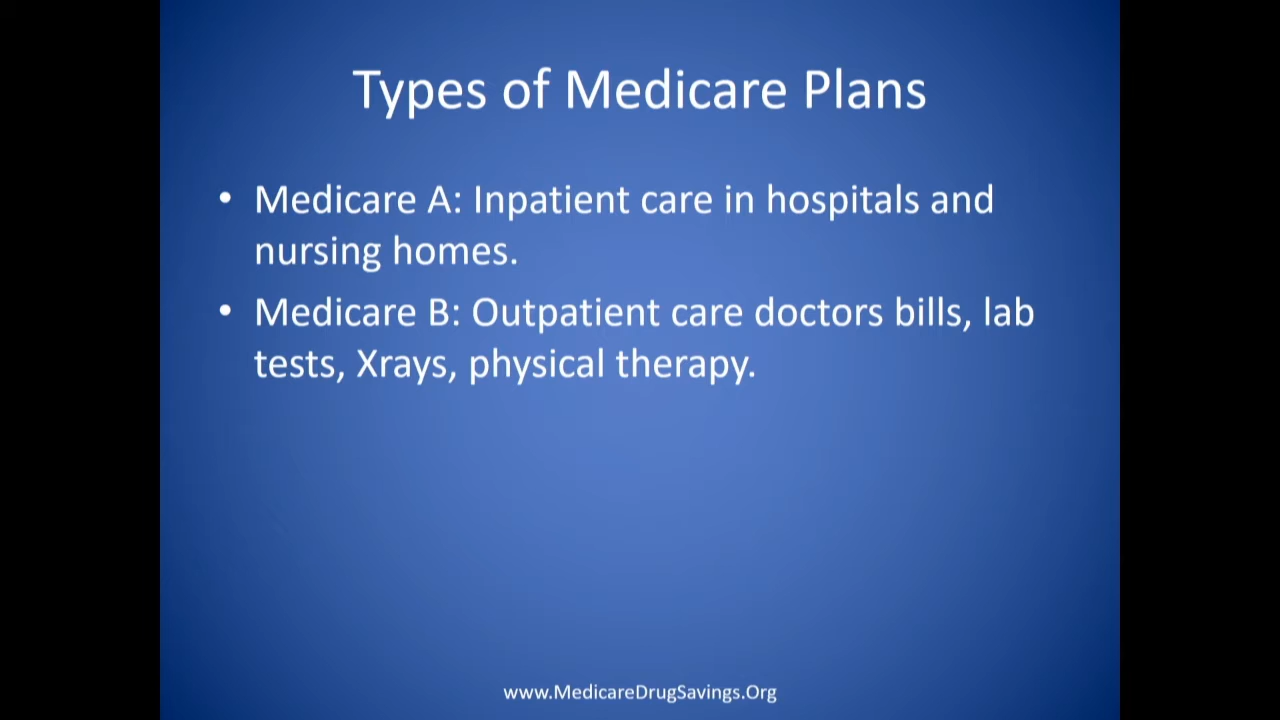 Types of Medicare Plans
• Medicare A: Inpatient care in hospitals and
nursing homes.
• Medicare B: Outpatient care doctors bills, lab
tests, Xrays, physical therapy.
www.MedicareDrugSavings.Org